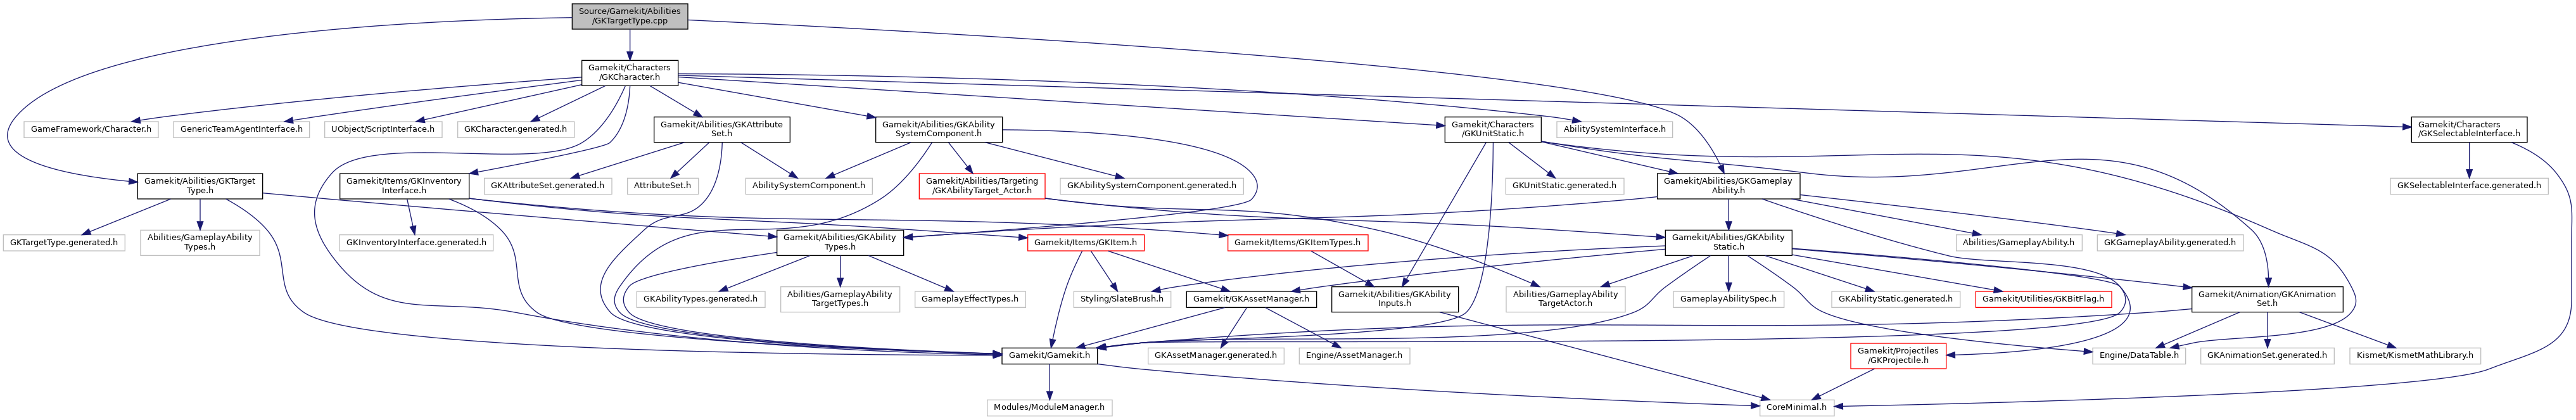 Source/Gamekit/Abilities
/GKTargetType.cpp
Gamekit/Characters
/GKCharacter.h
GameFramework/Character.h
GenericTeamAgentInterface.h
UObject/ScriptInterface.h
GKCharacter.generated.h
Gamekit/Abilities/GKAttribute
Set.h
Gamekit/Abilities/GKAbility
SystemComponent.h
Gamekit/Characters
/GKUnitStatic.h
AbilitySystemInterface.h
Gamekit/Characters
/GKSelectableInterface.h
Gamekit/Abilities/GKTarget
Type.h
Gamekit/Items/GKInventory
Interface.h
GKAttributeSet.generated.h
AttributeSet.h
AbilitySystemComponent.h
Gamekit/Abilities/Targeting
/GKAbilityTarget_Actor.h
GKAbilitySystemComponent.generated.h
GKUnitStatic.generated.h
Gamekit/Abilities/GKGameplay
Ability.h
GKSelectableInterface.generated.h
GKTargetType.generated.h
Abilities/GameplayAbility
Types.h
GKInventoryInterface.generated.h
Gamekit/Abilities/GKAbility
Types.h
Gamekit/Items/GKItem.h
Gamekit/Items/GKItemTypes.h
Gamekit/Abilities/GKAbility
Static.h
Abilities/GameplayAbility.h
GKGameplayAbility.generated.h
GKAbilityTypes.generated.h
Abilities/GameplayAbility
TargetTypes.h
GameplayEffectTypes.h
Styling/SlateBrush.h
Gamekit/GKAssetManager.h
Gamekit/Abilities/GKAbility
Inputs.h
Abilities/GameplayAbility
TargetActor.h
GameplayAbilitySpec.h
GKAbilityStatic.generated.h
Gamekit/Utilities/GKBitFlag.h
Gamekit/Animation/GKAnimation
Set.h
Gamekit/Gamekit.h
GKAssetManager.generated.h
Engine/AssetManager.h
Gamekit/Projectiles
/GKProjectile.h
Engine/DataTable.h
GKAnimationSet.generated.h
Kismet/KismetMathLibrary.h
Modules/ModuleManager.h
CoreMinimal.h